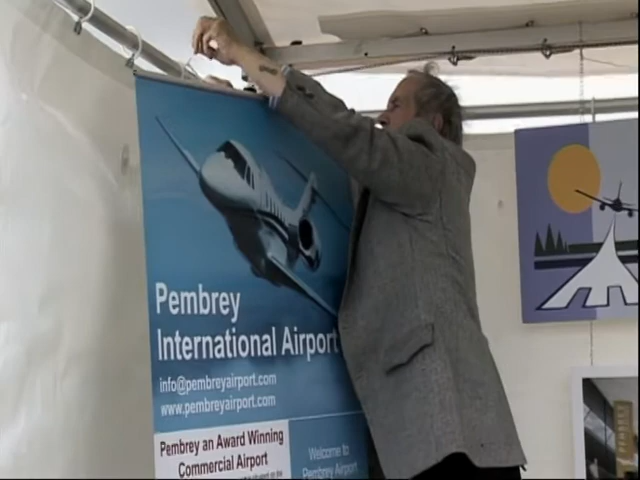 Pembrey
International Airport
info@pembreyairport.com
www.pembreyairport.com
Pembrey an Award Winning
Commercial Airport
Welcome to
Pembrey Airport